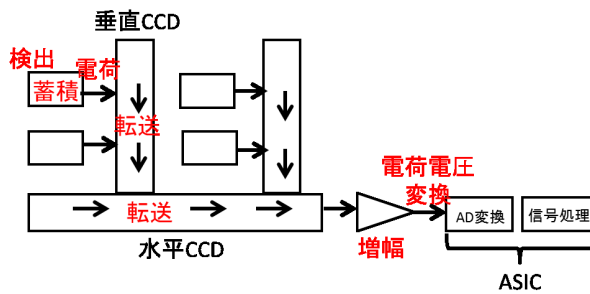 垂直CCD
検出
電荷
蓄積
転送
電荷電圧
変換
転送
AD変換
信号処理
水平CCD
増幅
ASIC